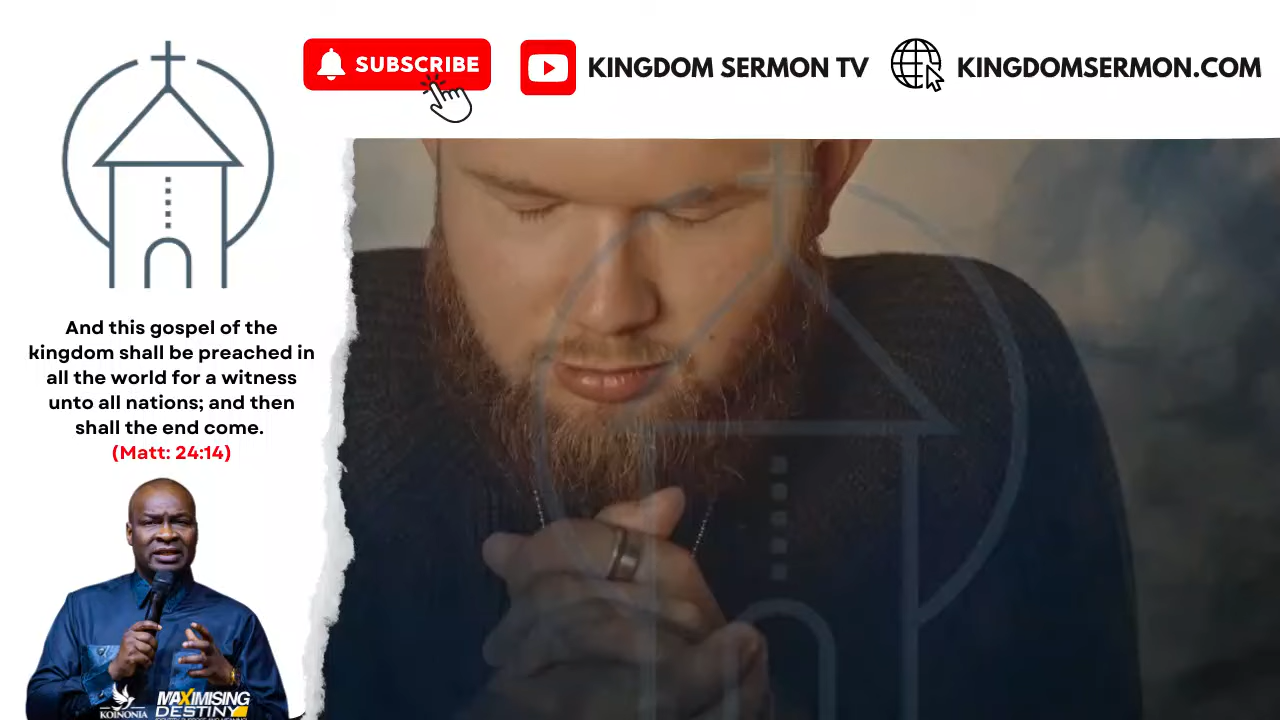 SUBSCRIBE
KINGDOM SERMON TV
KINGDOMSERMON.COM
And this gospel of the
kingdom shall be preached in
all the world for a witness
unto all nations; and then
shall the end come.
(Matt: 24:14)
KOINONIA
MAXIMISING
DESTINY